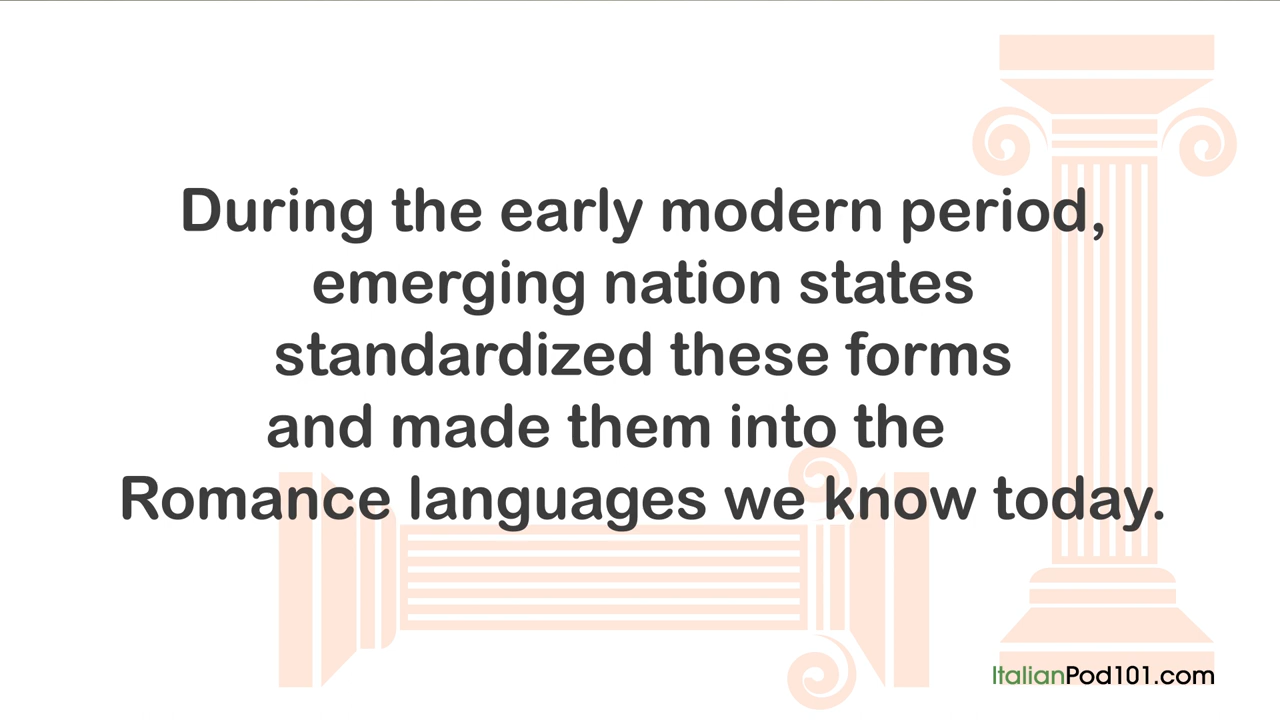 During the early modern period,
emerging nation states
standardized these forms
and made them into the
Romance languages we know today.
ItalianPod101.com